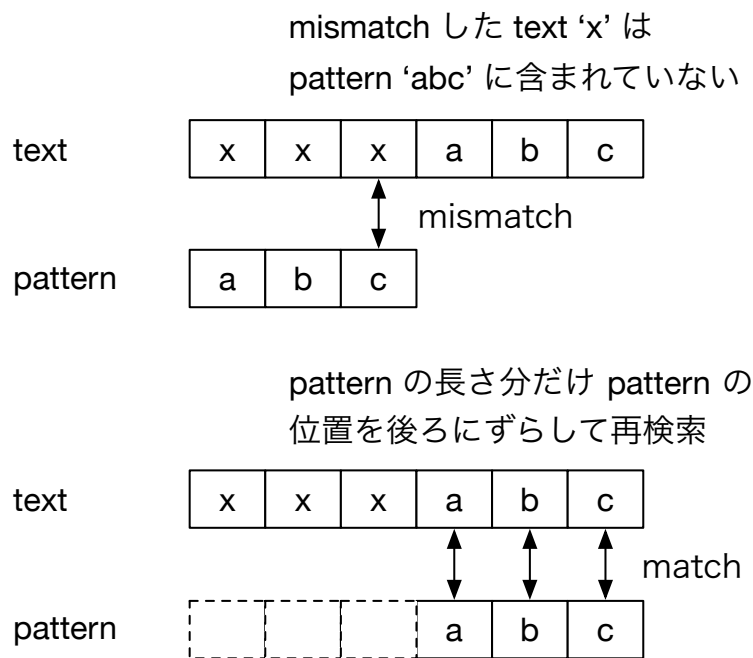 mismatch した text ‘x’ は
pattern ‘abc’ に含まれていない
text x x x a b c
mismatch
pattern a b c
pattern の長さ分だけ pattern の
位置を後ろにずらして再検索
text x x x a b c
match
pattern a b c